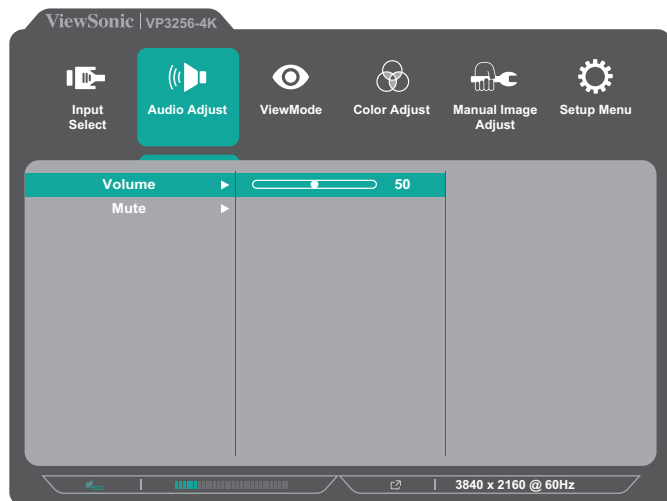 ViewSonic VP3256-4K
Input
Select
Audio Adjust
ViewMode
Color Adjust
Manual Image
Adjust
Setup Menu
Volume 50
Mute
eco
3840 x 2160 @ 60Hz